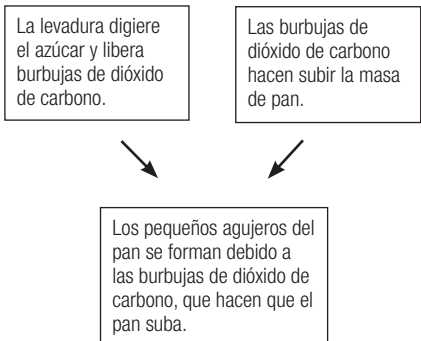 La levadura digiere
el azúcar y libera
burbujas de dióxido
de carbono.
Las burbujas de
dióxido de carbono
hacen subir la masa
de pan.
Los pequeños agujeros del
pan se forman debido a
las burbujas de dióxido de
carbono, que hacen que el
pan suba.